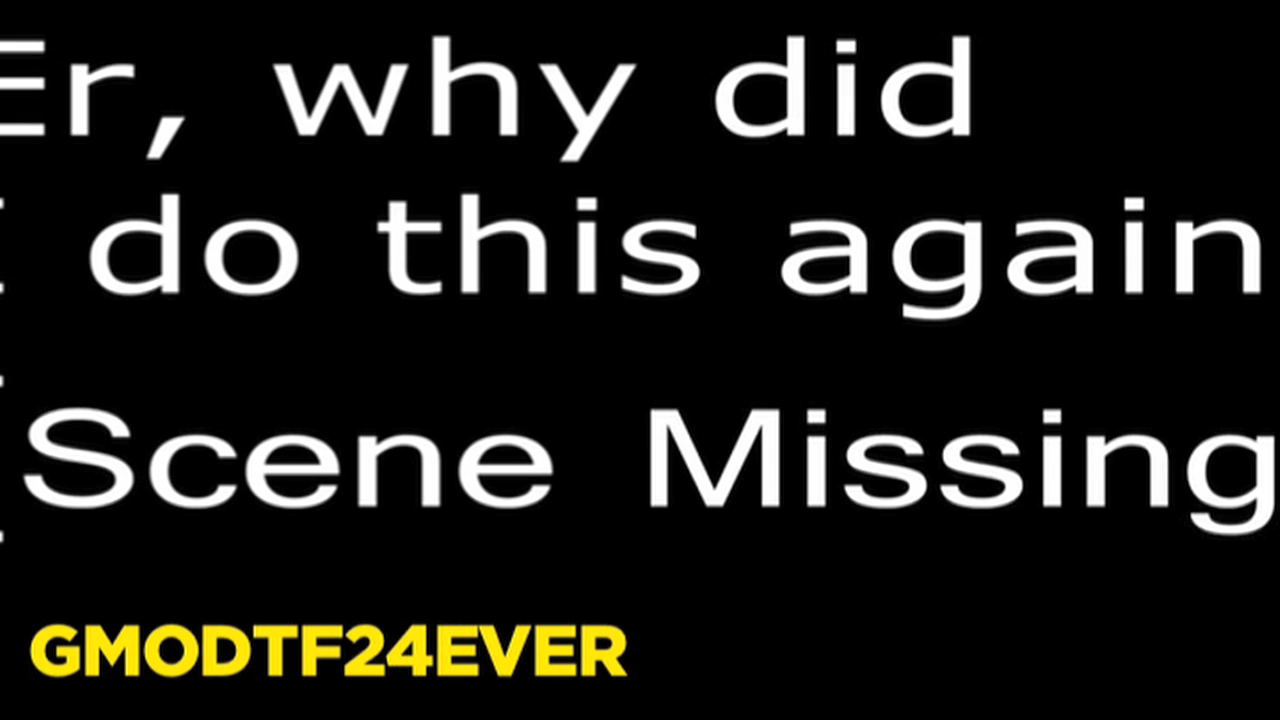 Er, why did
I do this again
[Scene Missing
GMODTF24EVER